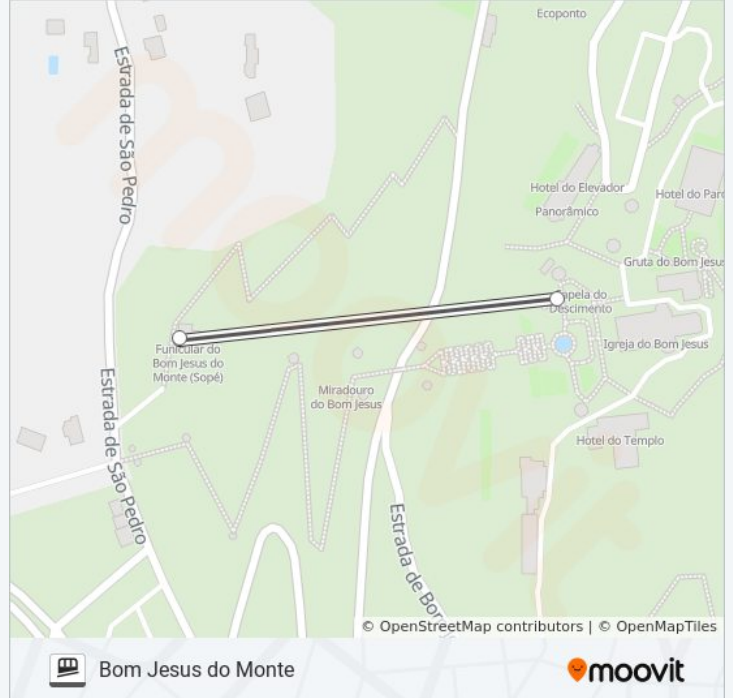 Ecoponto
Estrada de São Pedro
Hotel do Elevador
Hotel do Parc
Panorâmico
Gruta do Bom Jesus
Capela do
Descimento
Funicular do
Bom Jesus do
Monte (Sopé)
Igreja do Bom Jesus
Miradouro
do Bom Jesus
Estrada de São Pedro
Hotel do Templo
Estrada de Bom
moovit
© OpenStreetMap contributors | © OpenMapTiles
Bom Jesus do Monte
moovit